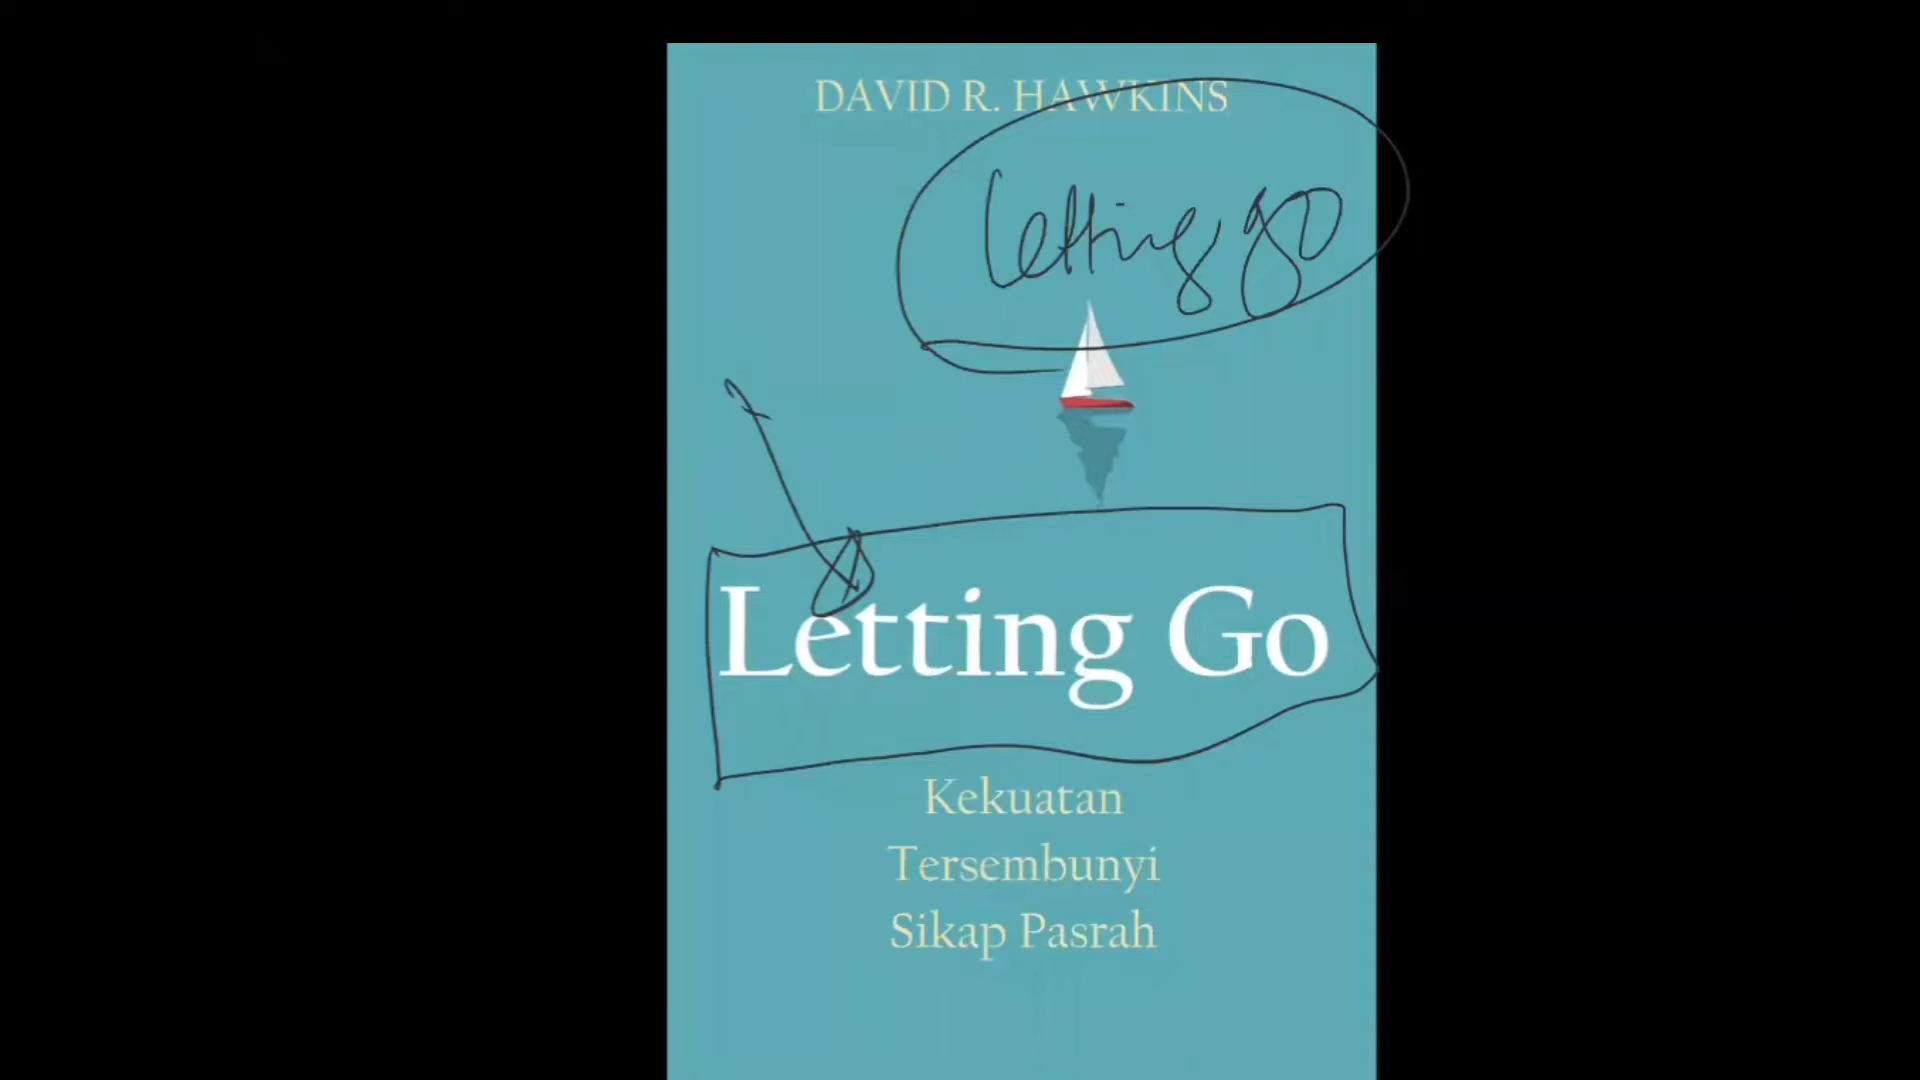 DAVID R. HAWKINS
Letting go
Letting Go
Kekuatan
Tersembunyi
Sikap Pasrah